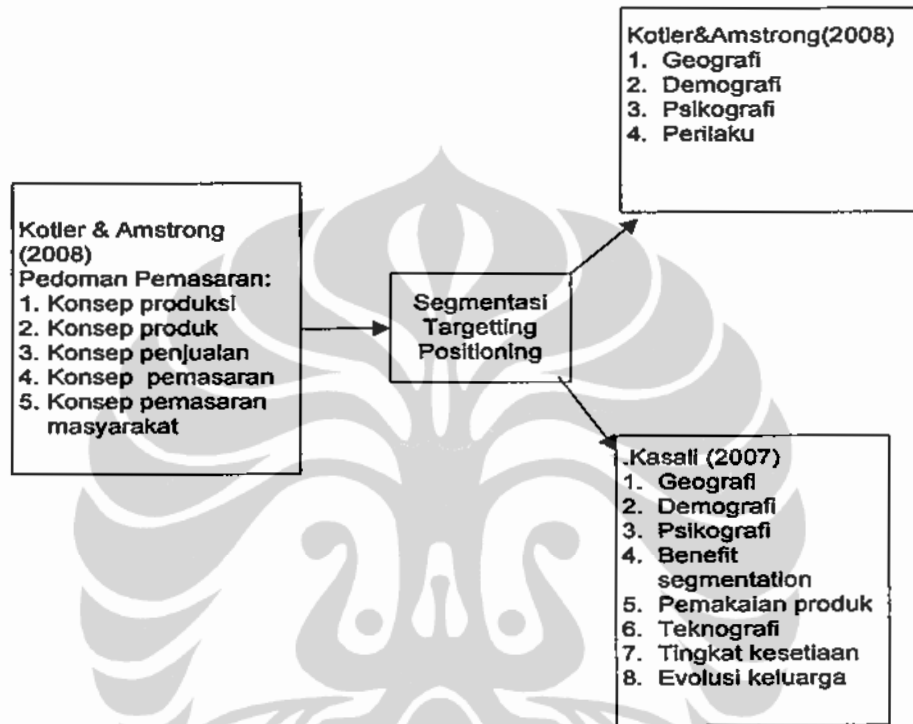 Kotler&Amstrong(2008)
1. Geografi
2. Demografi
3. Psikografi
4. Perilaku
Kotler & Amstrong
(2008)
Pedoman Pemasaran:
1. Konsep produksi
2. Konsep produk
3. Konsep penjualan
4. Konsep pemasaran
5. Konsep pemasaran
masyarakat
Segmentasi
Targetting
Positioning
.Kasali (2007)
1. Geografi
2. Demografi
3. Psikografi
4. Benefit
segmentation
5. Pemakaian produk
6. Teknografi
7. Tingkat kesetiaan
8. Evolusi keluarga